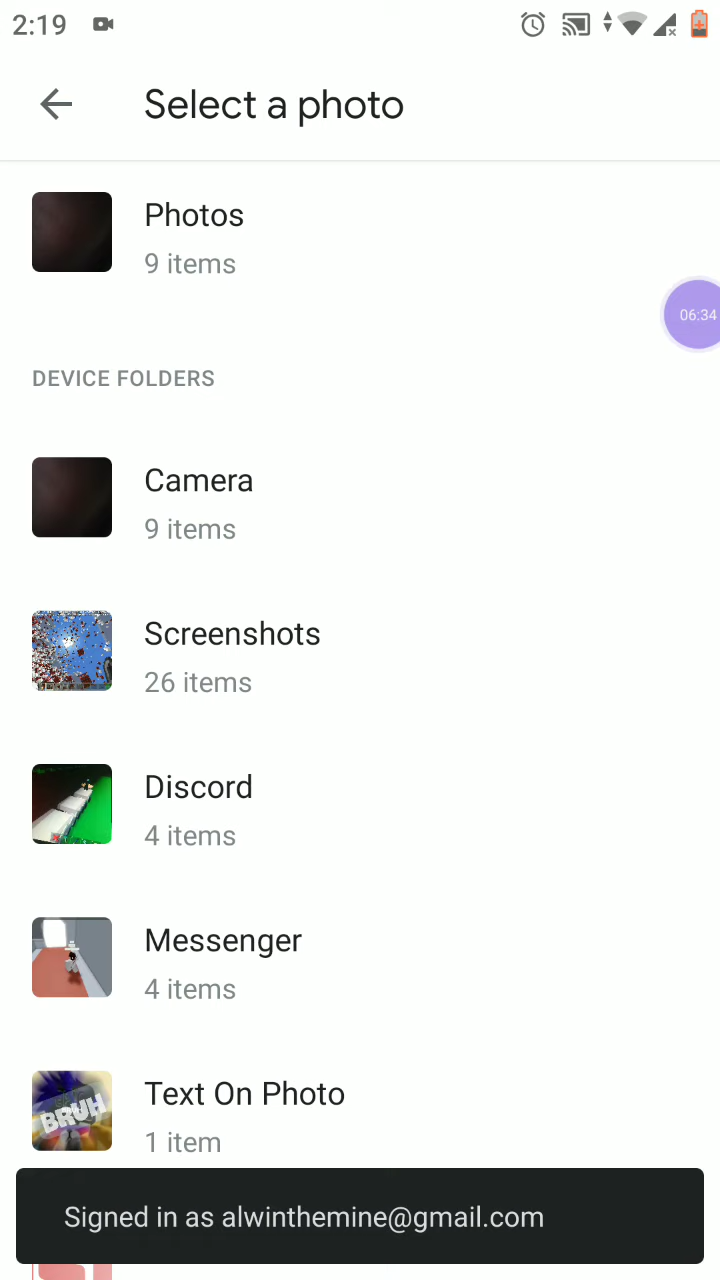 2:19
Select a photo
Photos
9 items
06:34
DEVICE FOLDERS
Camera
9 items
Screenshots
26 items
Discord
4 items
Messenger
4 items
Text On Photo
BRUH
1 item
Signed in as alwinthemine@gmail.com